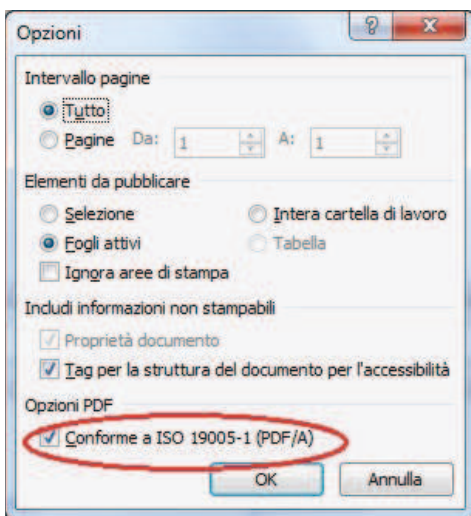 Opzioni
Intervallo pagine
Tutto
Pagine Da: 1 A: 1
Elementi da pubblicare
Selezione Intera cartella di lavoro
Fogli attivi Tabella
Ignora aree di stampa
Includi informazioni non stampabili
Proprietà documento
Tag per la struttura del documento per l'accessibilità
Opzioni PDF
Conforme a ISO 19005-1 (PDF/A)
OK Annulla